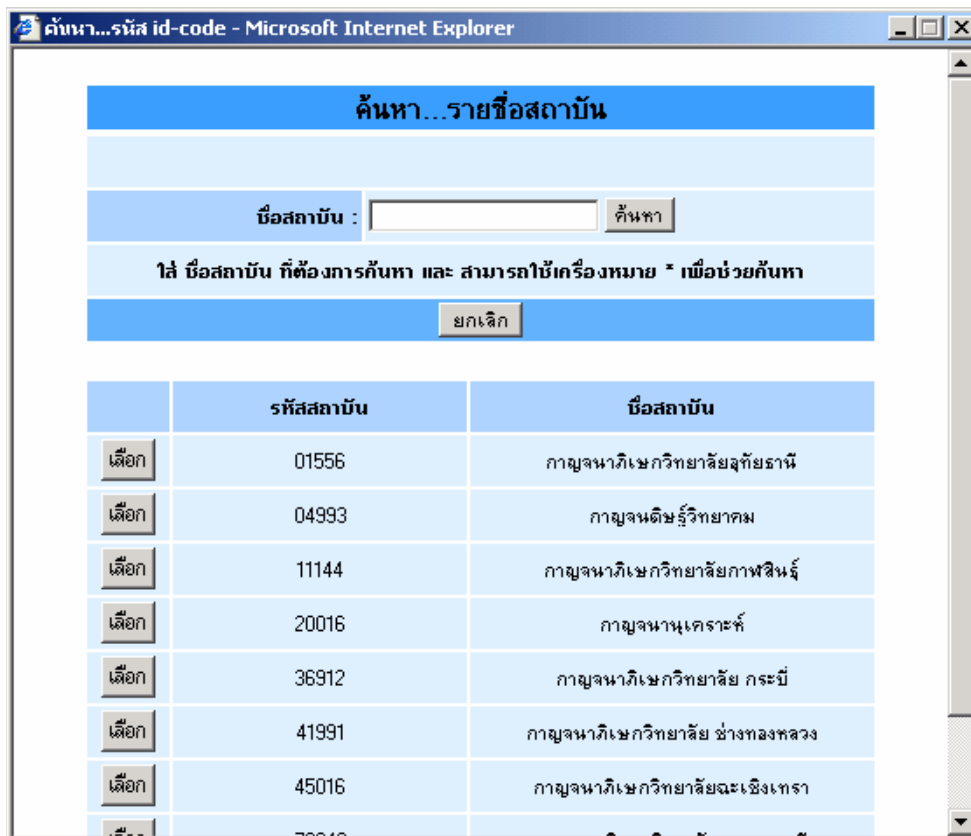 ค้นหา...รหัส id-code - Microsoft Internet Explorer
ค้นหา...รายชื่อสถาบัน
ชื่อสถาบัน : ค้นหา
ใส่ ชื่อสถาบัน ที่ต้องการค้นหา และ สามารถใช้เครื่องหมาย * เพื่อช่วยค้นหา
ยกเลิก
รหัสสถาบัน ชื่อสถาบัน
เลือก 01556 กาญจนาภิเษกวิทยาลัยอุทัยธานี
เลือก 04993 กาญจนดิษฐ์วิทยาคม
เลือก 11144 กาญจนาภิเษกวิทยาลัยกาฬสินธุ์
เลือก 20016 กาญจนานุเคราะห์
เลือก 36912 กาญจนาภิเษกวิทยาลัย กระบี่
เลือก 41991 กาญจนาภิเษกวิทยาลัย ช่างทองหลวง
เลือก 45016 กาญจนาภิเษกวิทยาลัยฉะเชิงเทรา